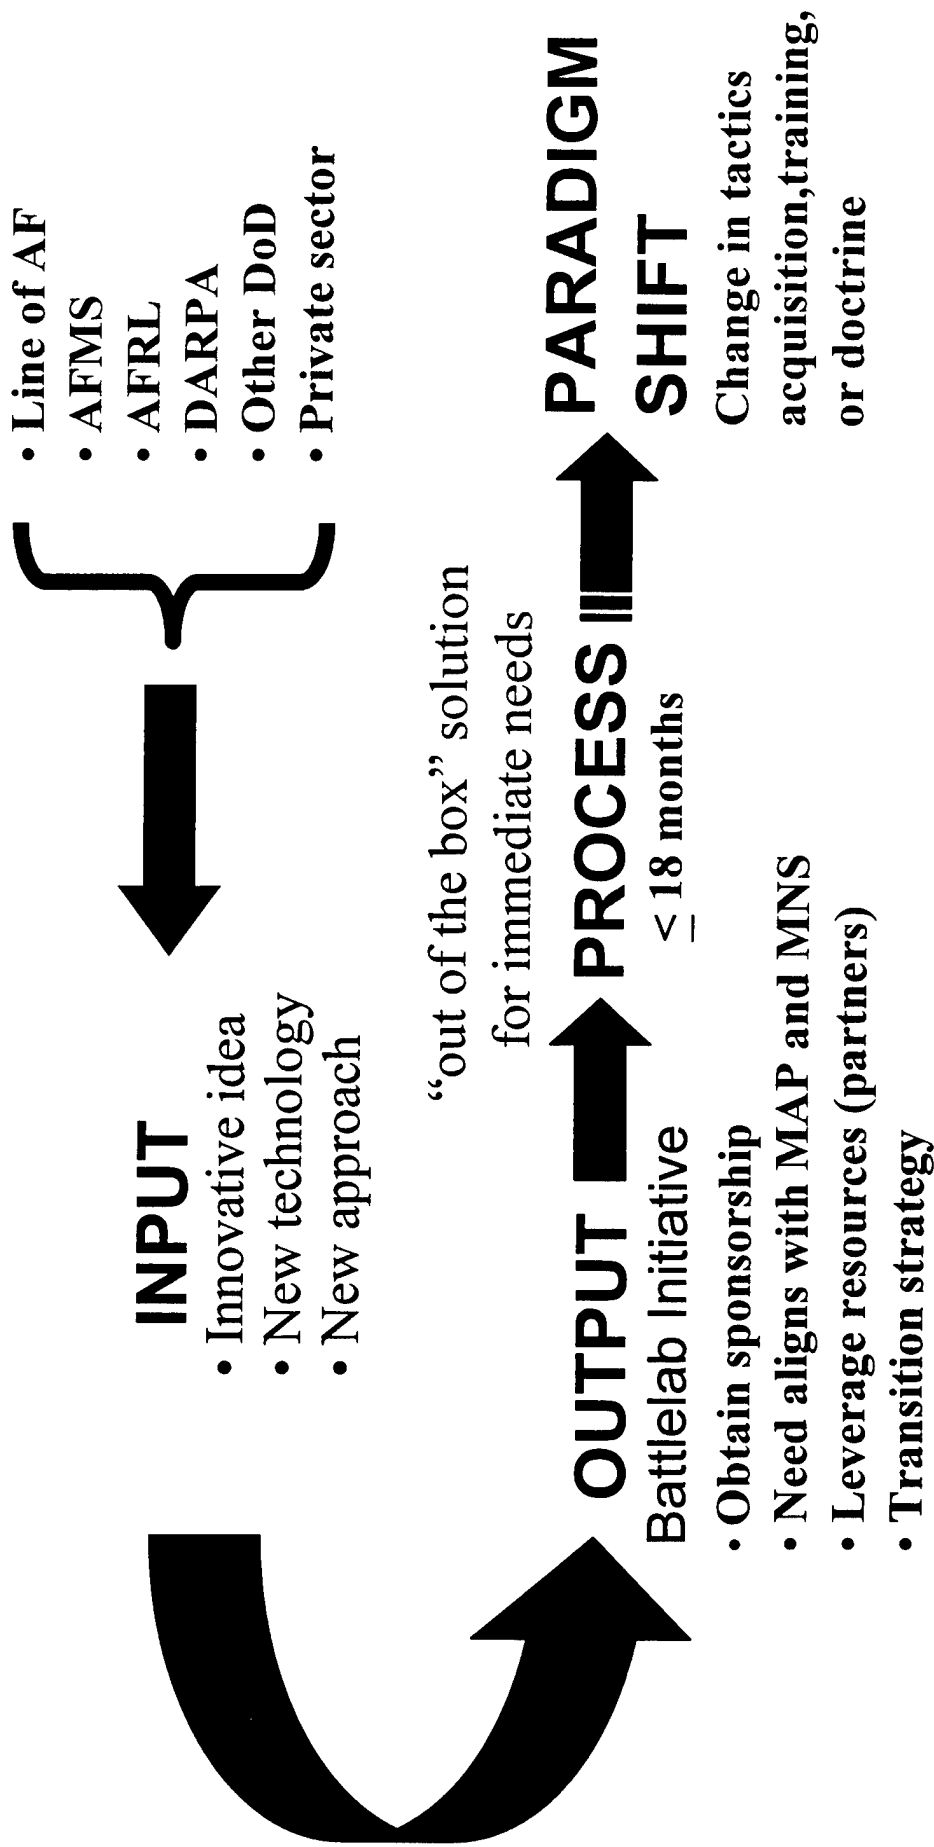 • Line of AF
• AFMS
• AFRL
• DARPA
• Other DoD
• Private sector
INPUT
• Innovative idea
• New technology
• New approach
“out of the box” solution
for immediate needs
OUTPUT
Battlelab Initiative
• Obtain sponsorship
• Need aligns with MAP and MNS
• Leverage resources (partners)
• Transition strategy
PROCESS
≤ 18 months
PARADIGM
SHIFT
Change in tactics
acquisition,training,
or doctrine